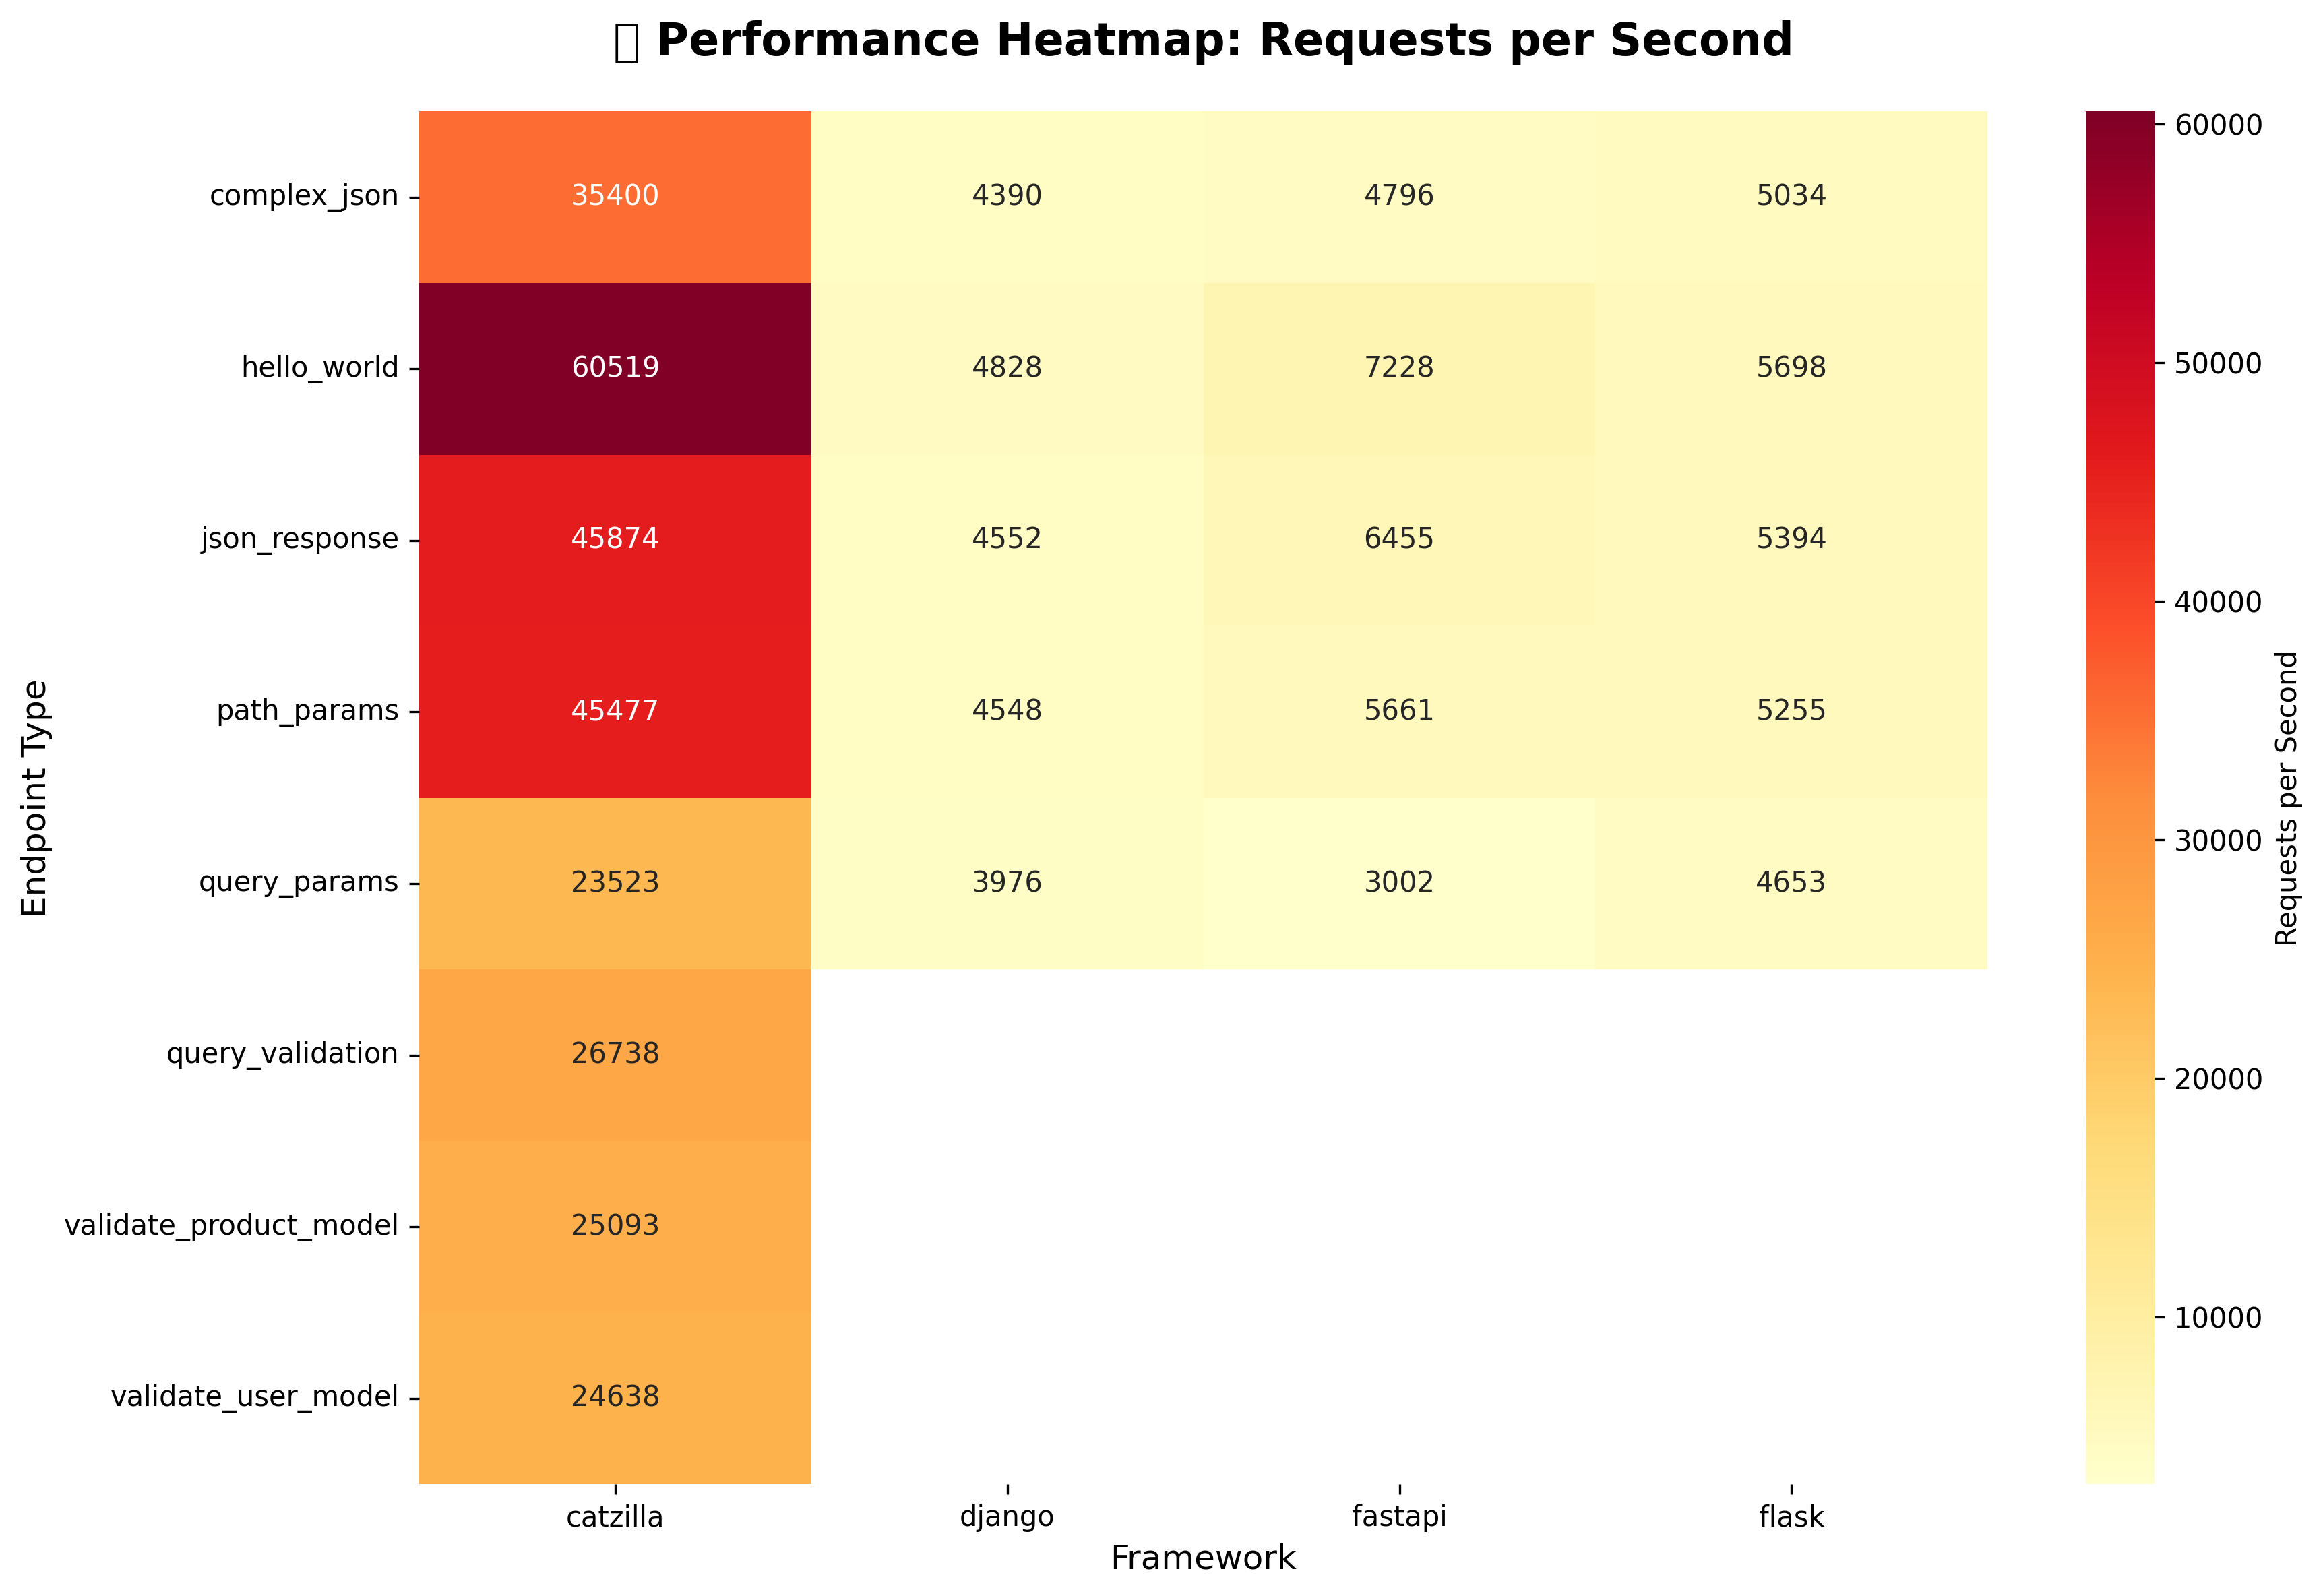 Performance Heatmap: Requests per Second
complex_json 35400 4390 4796 5034
hello_world 60519 4828 7228 5698
json_response 45874 4552 6455 5394
path_params 45477 4548 5661 5255
query_params 23523 3976 3002 4653
query_validation 26738
validate_product_model 25093
validate_user_model 24638
catzilla django fastapi flask
Framework
Endpoint Type
60000
50000
40000
30000
20000
10000
Requests per Second